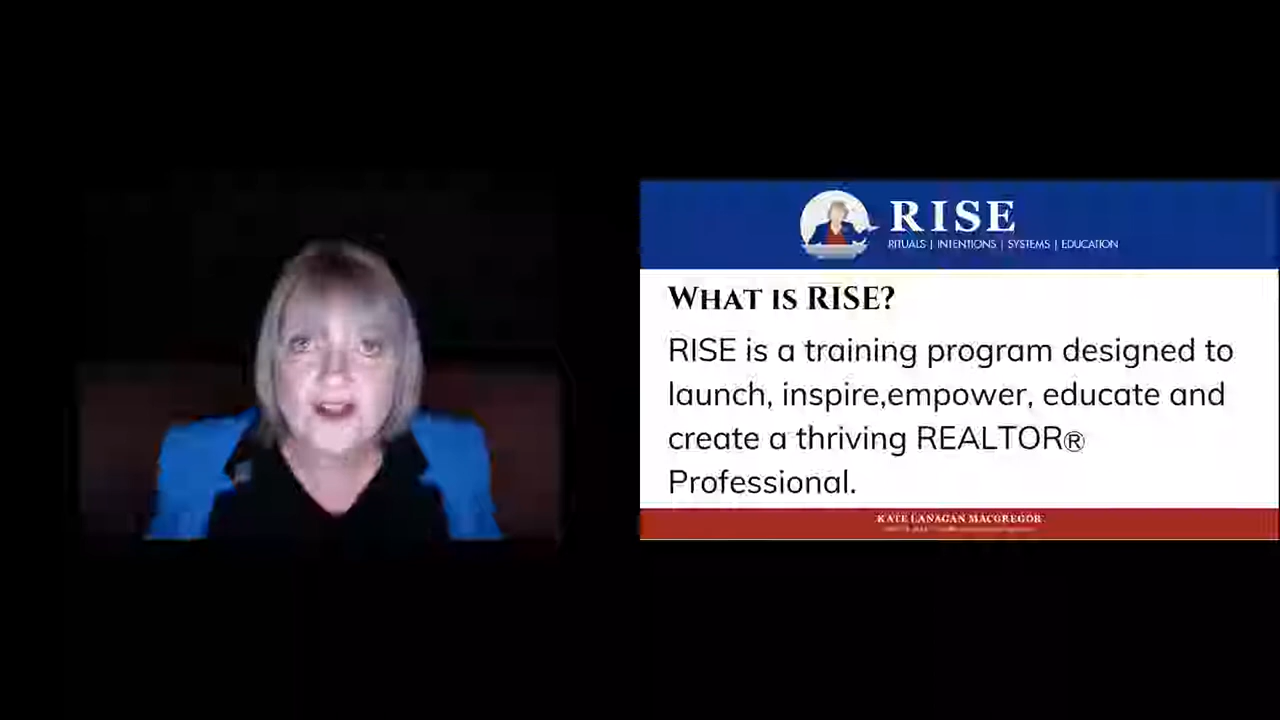 RISE
RITUALS | INTENTIONS | SYSTEMS | EDUCATION
WHAT IS RISE?
RISE is a training program designed to
launch, inspire,empower, educate and
create a thriving REALTOR®
Professional.
KATE LANAGAN MACGREGOR